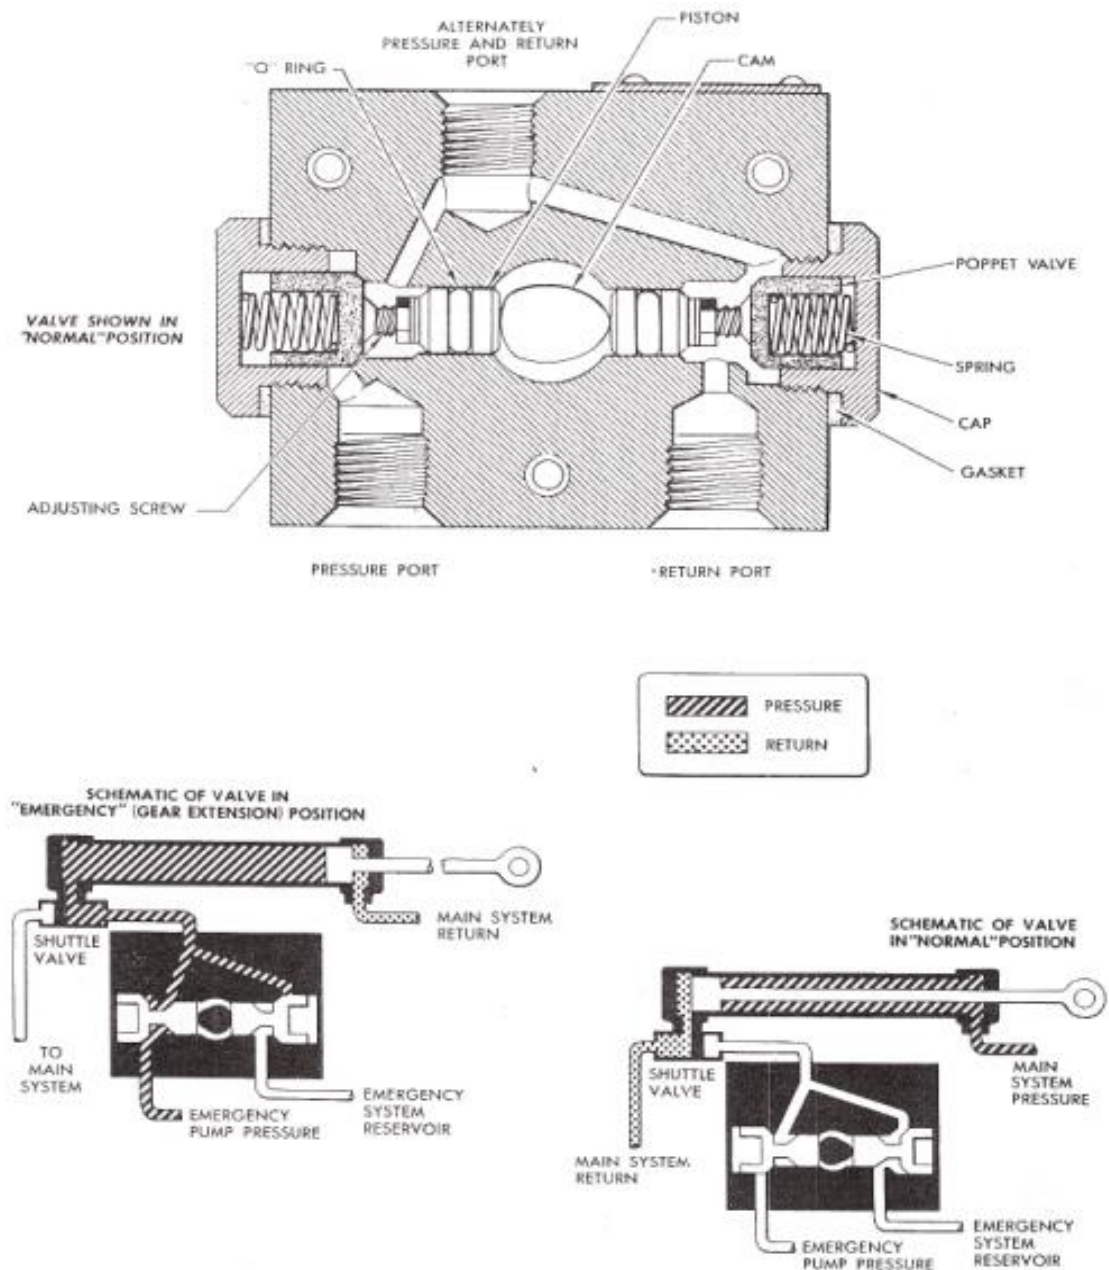 ALTERNATELY
PRESSURE AND RETURN
PORT
PISTON
CAM
"O" RING
POPPET VALVE
VALVE SHOWN IN
"NORMAL" POSITION
SPRING
CAP
GASKET
ADJUSTING SCREW
PRESSURE PORT
RETURN PORT
PRESSURE
RETURN
SCHEMATIC OF VALVE IN
"EMERGENCY" (GEAR EXTENSION) POSITION
MAIN SYSTEM
RETURN
SHUTTLE
VALVE
TO
MAIN
SYSTEM
EMERGENCY
PUMP PRESSURE
EMERGENCY
SYSTEM
RESERVOIR
SCHEMATIC OF VALVE
IN "NORMAL" POSITION
SHUTTLE
VALVE
MAIN
SYSTEM
PRESSURE
MAIN SYSTEM
RETURN
EMERGENCY
PUMP PRESSURE
EMERGENCY
SYSTEM
RESERVOIR